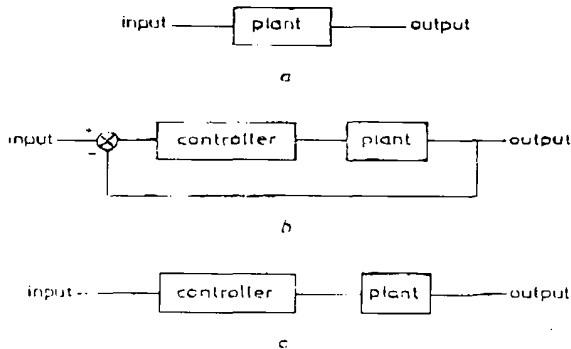 input plant output
a
input + − controller plant output
b
input controller plant output
c